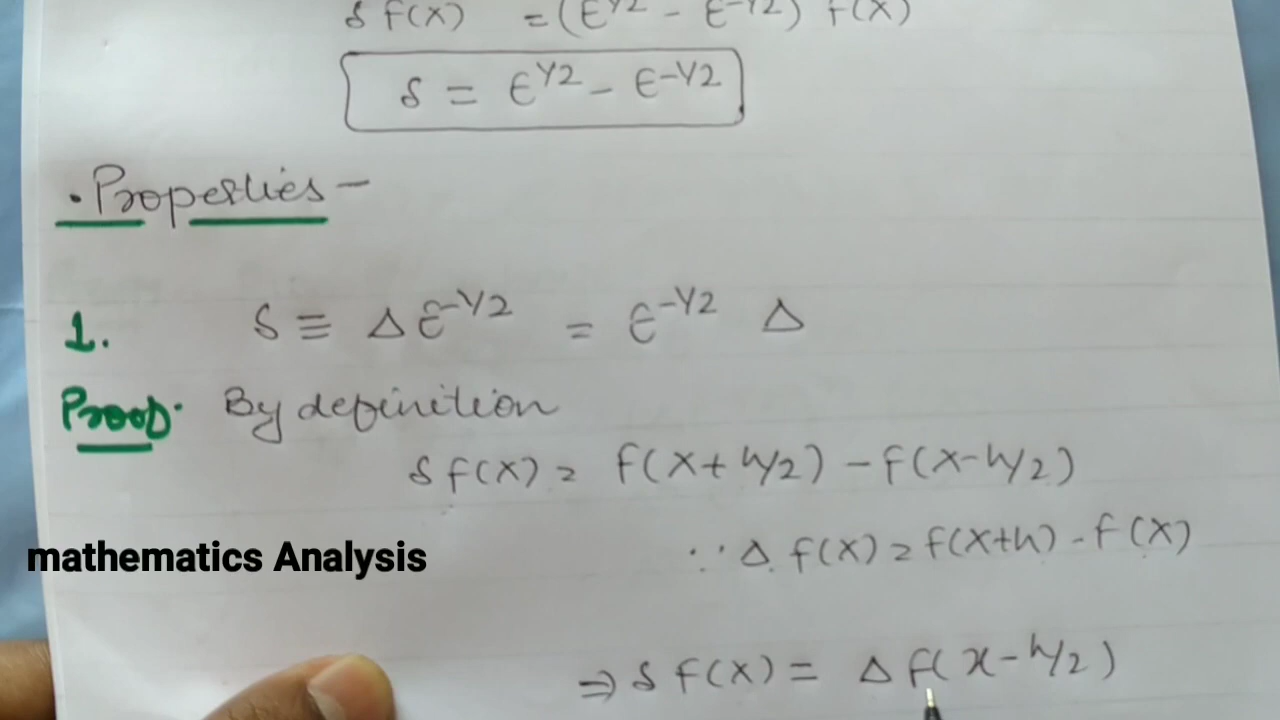 δ f(x) = (E^1/2 - E^-1/2) f(x)
δ = E^1/2 - E^-1/2
• Properties -
1. δ ≡ Δ E^-1/2 = E^-1/2 Δ
Proof. By definition
δ f(x) = f(x+h/2) - f(x-h/2)
∵ Δ f(x) = f(x+h) - f(x)
mathematics Analysis
⇒ δ f(x) = Δ f(x-h/2)